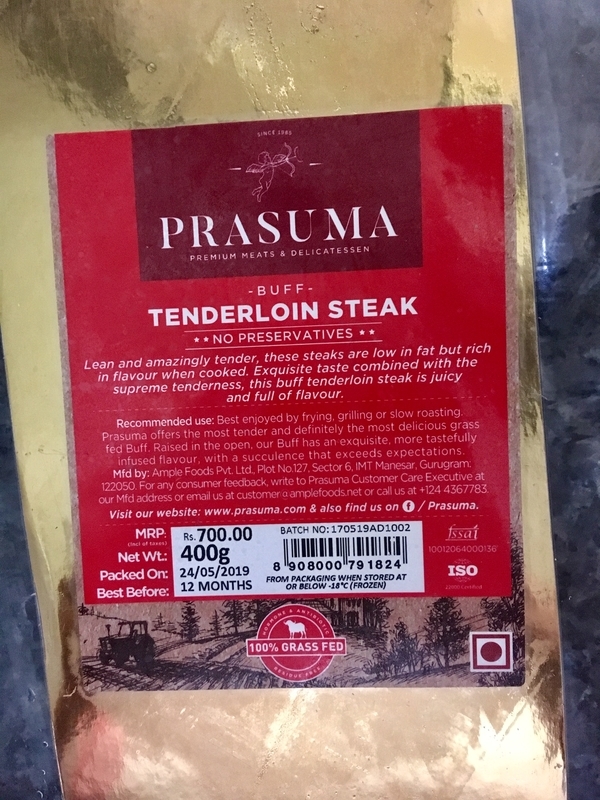 SINCE 1985
PRASUMA
PREMIUM MEATS & DELICATESSEN
-BUFF-
TENDERLOIN STEAK
**NO PRESERVATIVES **
Lean and amazingly tender, these steaks are low in fat but rich
in flavour when cooked. Exquisite taste combined with the
supreme tenderness, this buff tenderloin steak is juicy
and full of flavour.
Recommended use: Best enjoyed by frying, grilling or slow roasting.
Prasuma offers the most tender and definitely the most delicious grass
fed Buff. Raised in the open, our Buff has an exquisite, more tastefully
infused flavour, with a succulence that exceeds expectations.
Mfd by: Ample Foods Pvt. Ltd., Plot No.127, Sector 6, IMT Manesar, Gurugram:
122050. For any consumer feedback, write to Prasuma Customer Care Executive at
our Mfd address or email us at customer@amplefoods.net or call us at +124 4367783.
Visit our website: www.prasuma.com & also find us on f / Prasuma.
MRP: Rs.700.00
(Incl of taxes)
Net Wt.: 400g
Packed On: 24/05/2019
Best Before: 12 MONTHS
BATCH NO:170519AD1002
8 908000 791824
FROM PACKAGING WHEN STORED AT
OR BELOW -18°C (FROZEN)
fssai
10012064000136
ISO
22000 Certified
HORMONE & ANTIBIOTIC
100% GRASS FED
RESIDUE FREE